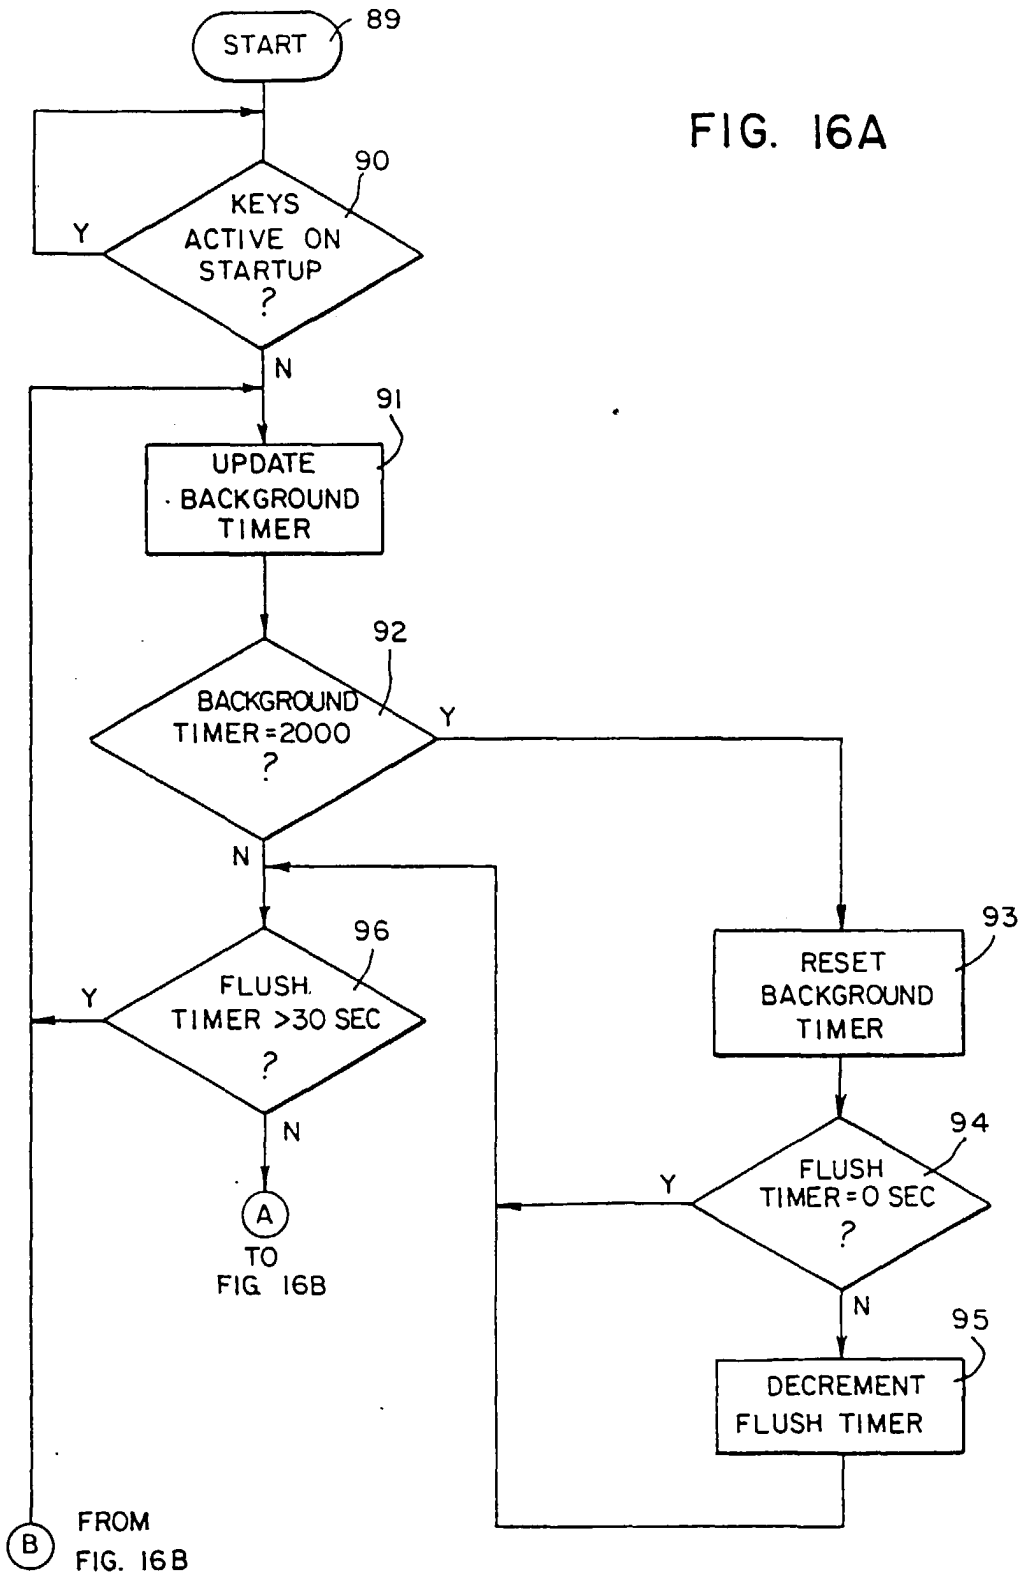 START
89
FIG. 16A
90
KEYS
ACTIVE ON
STARTUP
?
Y
N
91
UPDATE
BACKGROUND
TIMER
92
BACKGROUND
TIMER=2000
?
Y
N
96
FLUSH
TIMER >30 SEC
?
Y
N
A
TO
FIG. 16B
93
RESET
BACKGROUND
TIMER
94
FLUSH
TIMER=0 SEC
?
Y
N
95
DECREMENT
FLUSH TIMER
B
FROM
FIG. 16B